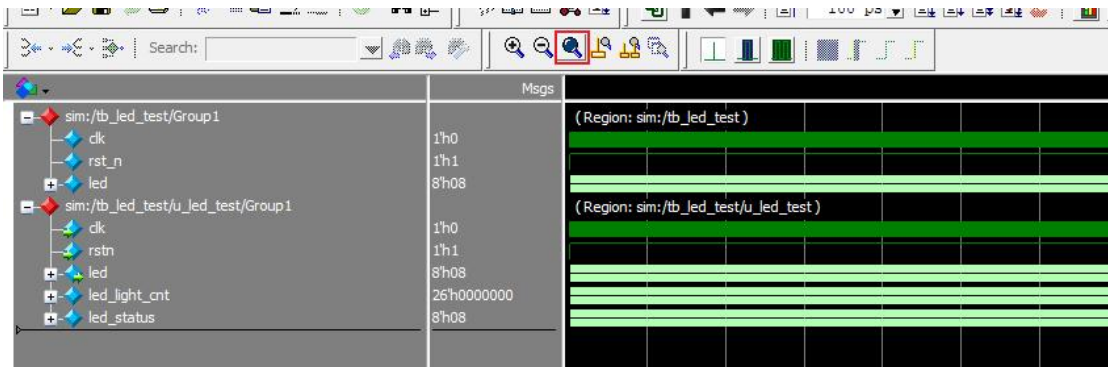 100 ps
Search:
Msgs
sim:/tb_led_test/Group1
(Region: sim:/tb_led_test)
clk
1'h0
rst_n
1'h1
led
8'h08
sim:/tb_led_test/u_led_test/Group1
(Region: sim:/tb_led_test/u_led_test)
clk
1'h0
rstn
1'h1
led
8'h08
led_light_cnt
26'h0000000
led_status
8'h08